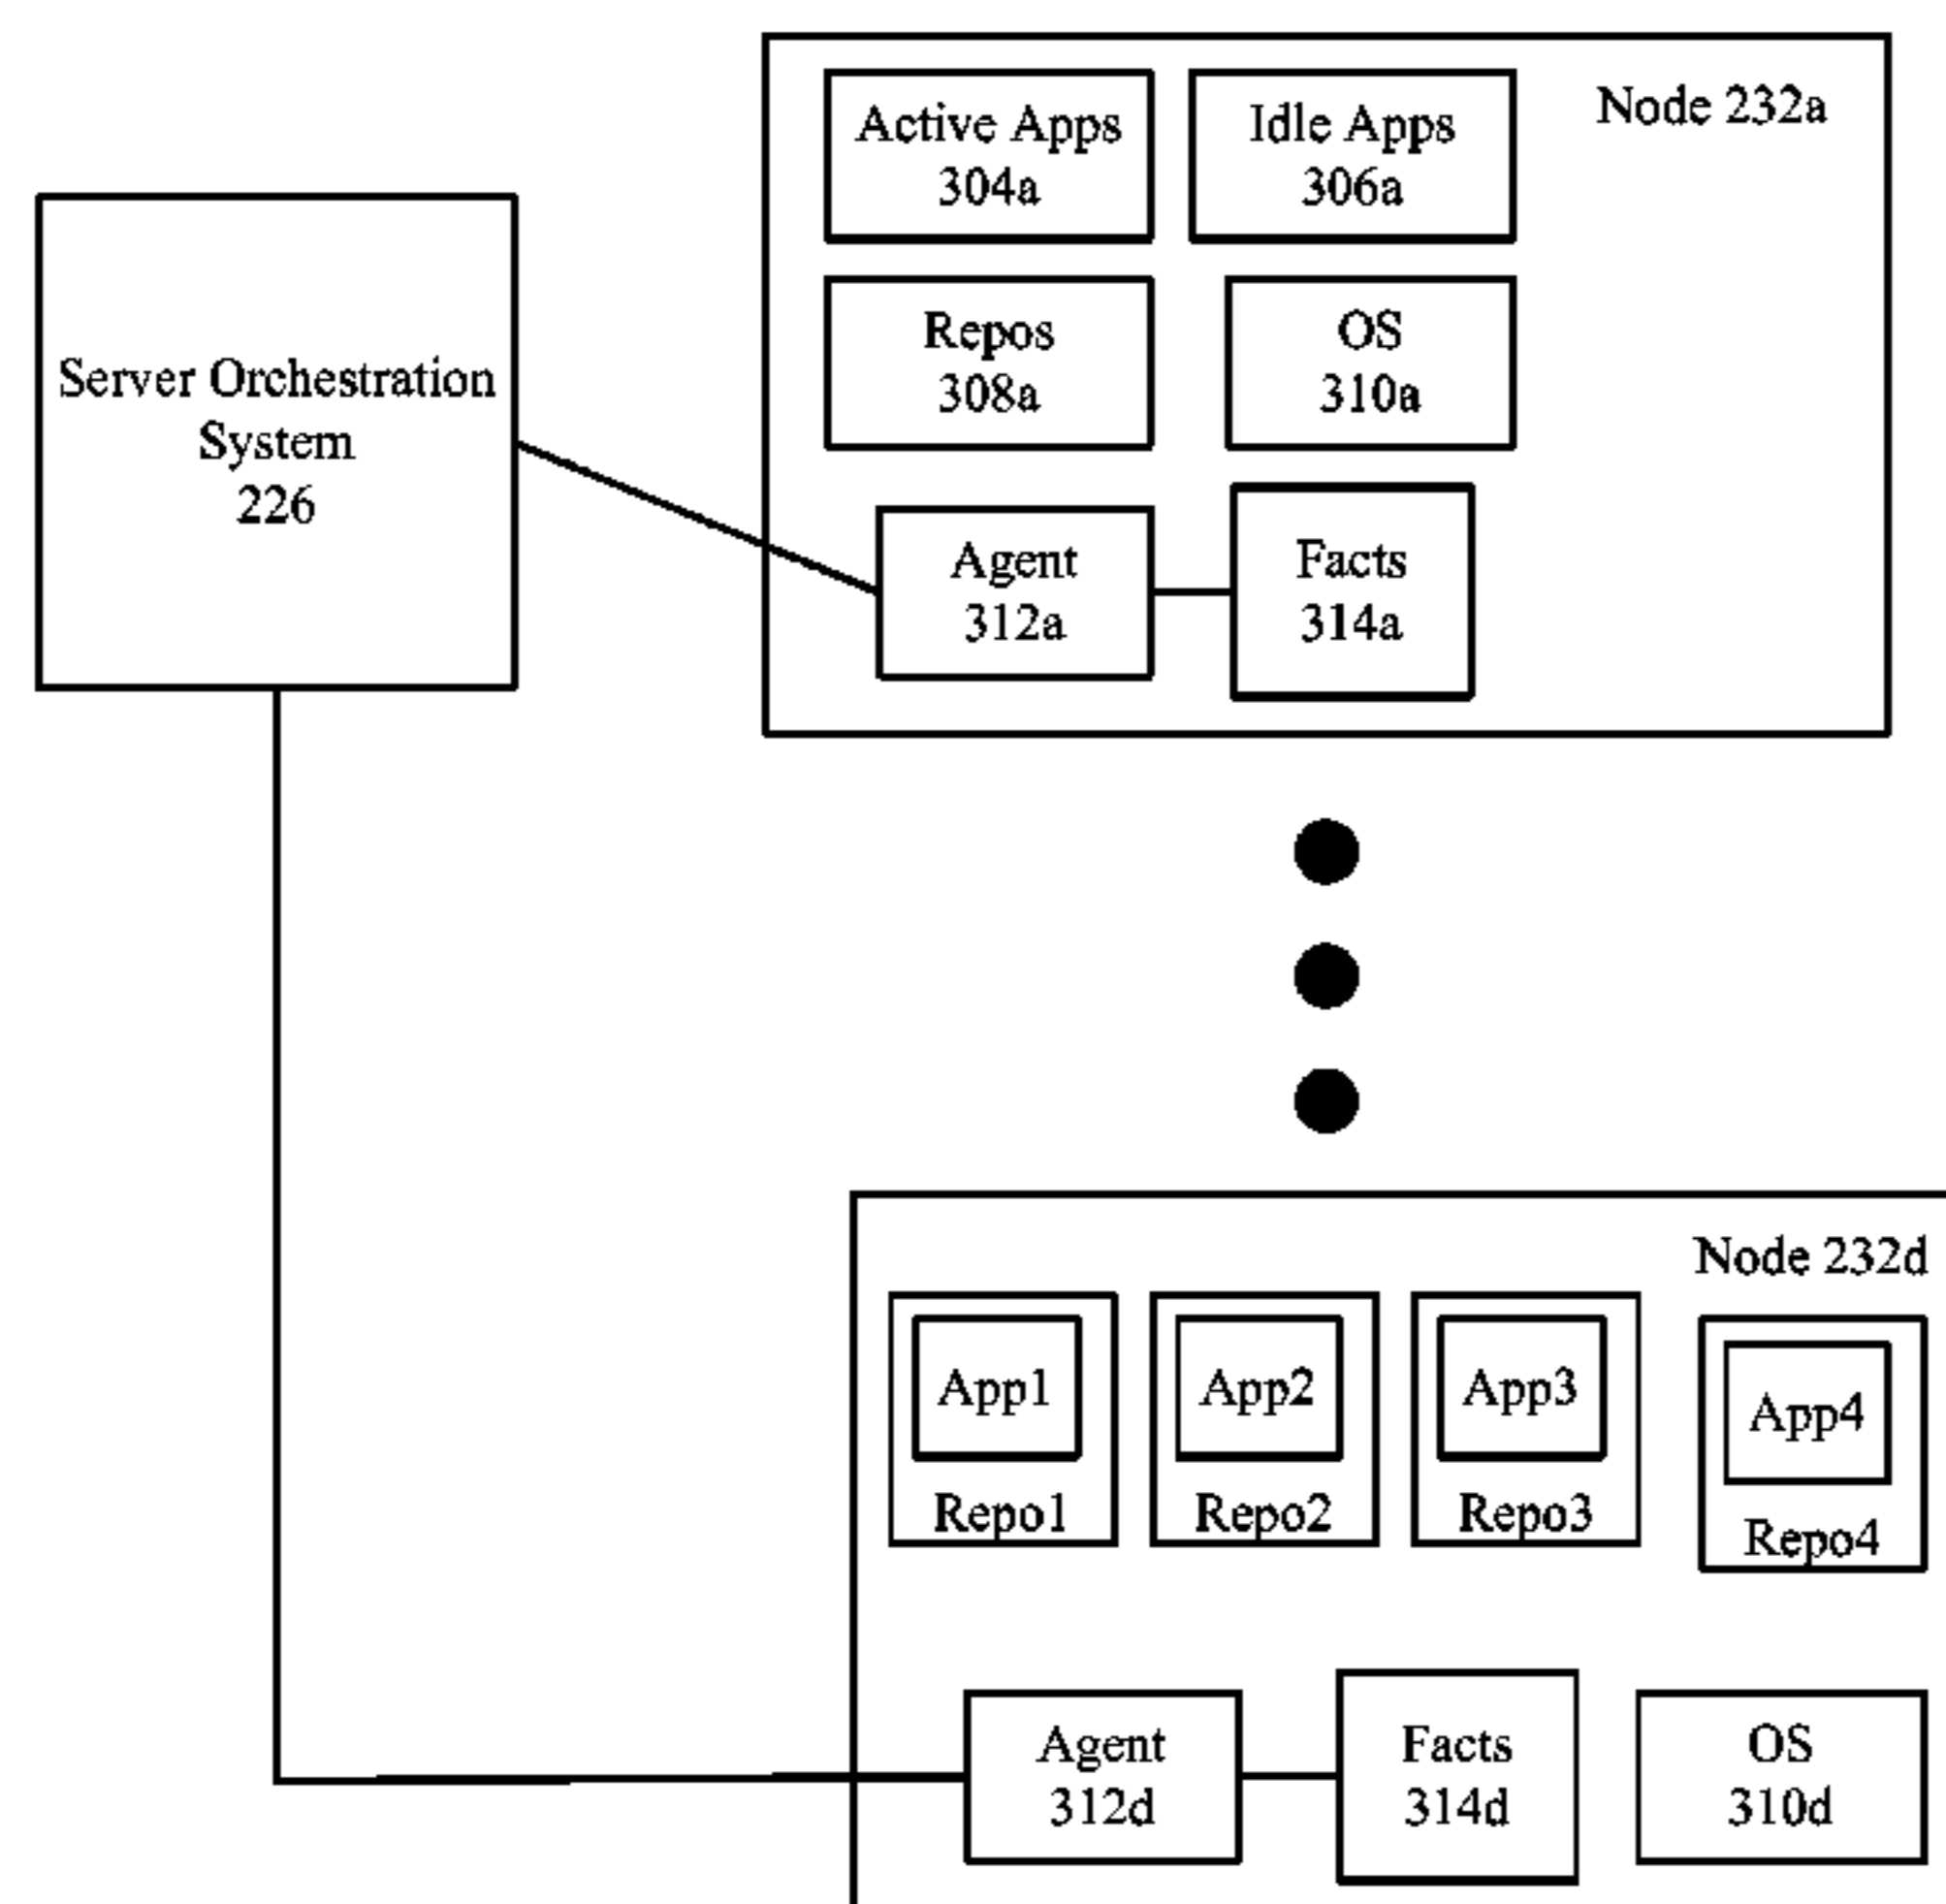 Node 232a
Active Apps
304a
Idle Apps
306a
Repos
308a
OS
310a
Server Orchestration
System
226
Agent
312a
Facts
314a
Node 232d
App1
Repo1
App2
Repo2
App3
Repo3
App4
Repo4
Agent
312d
Facts
314d
OS
310d